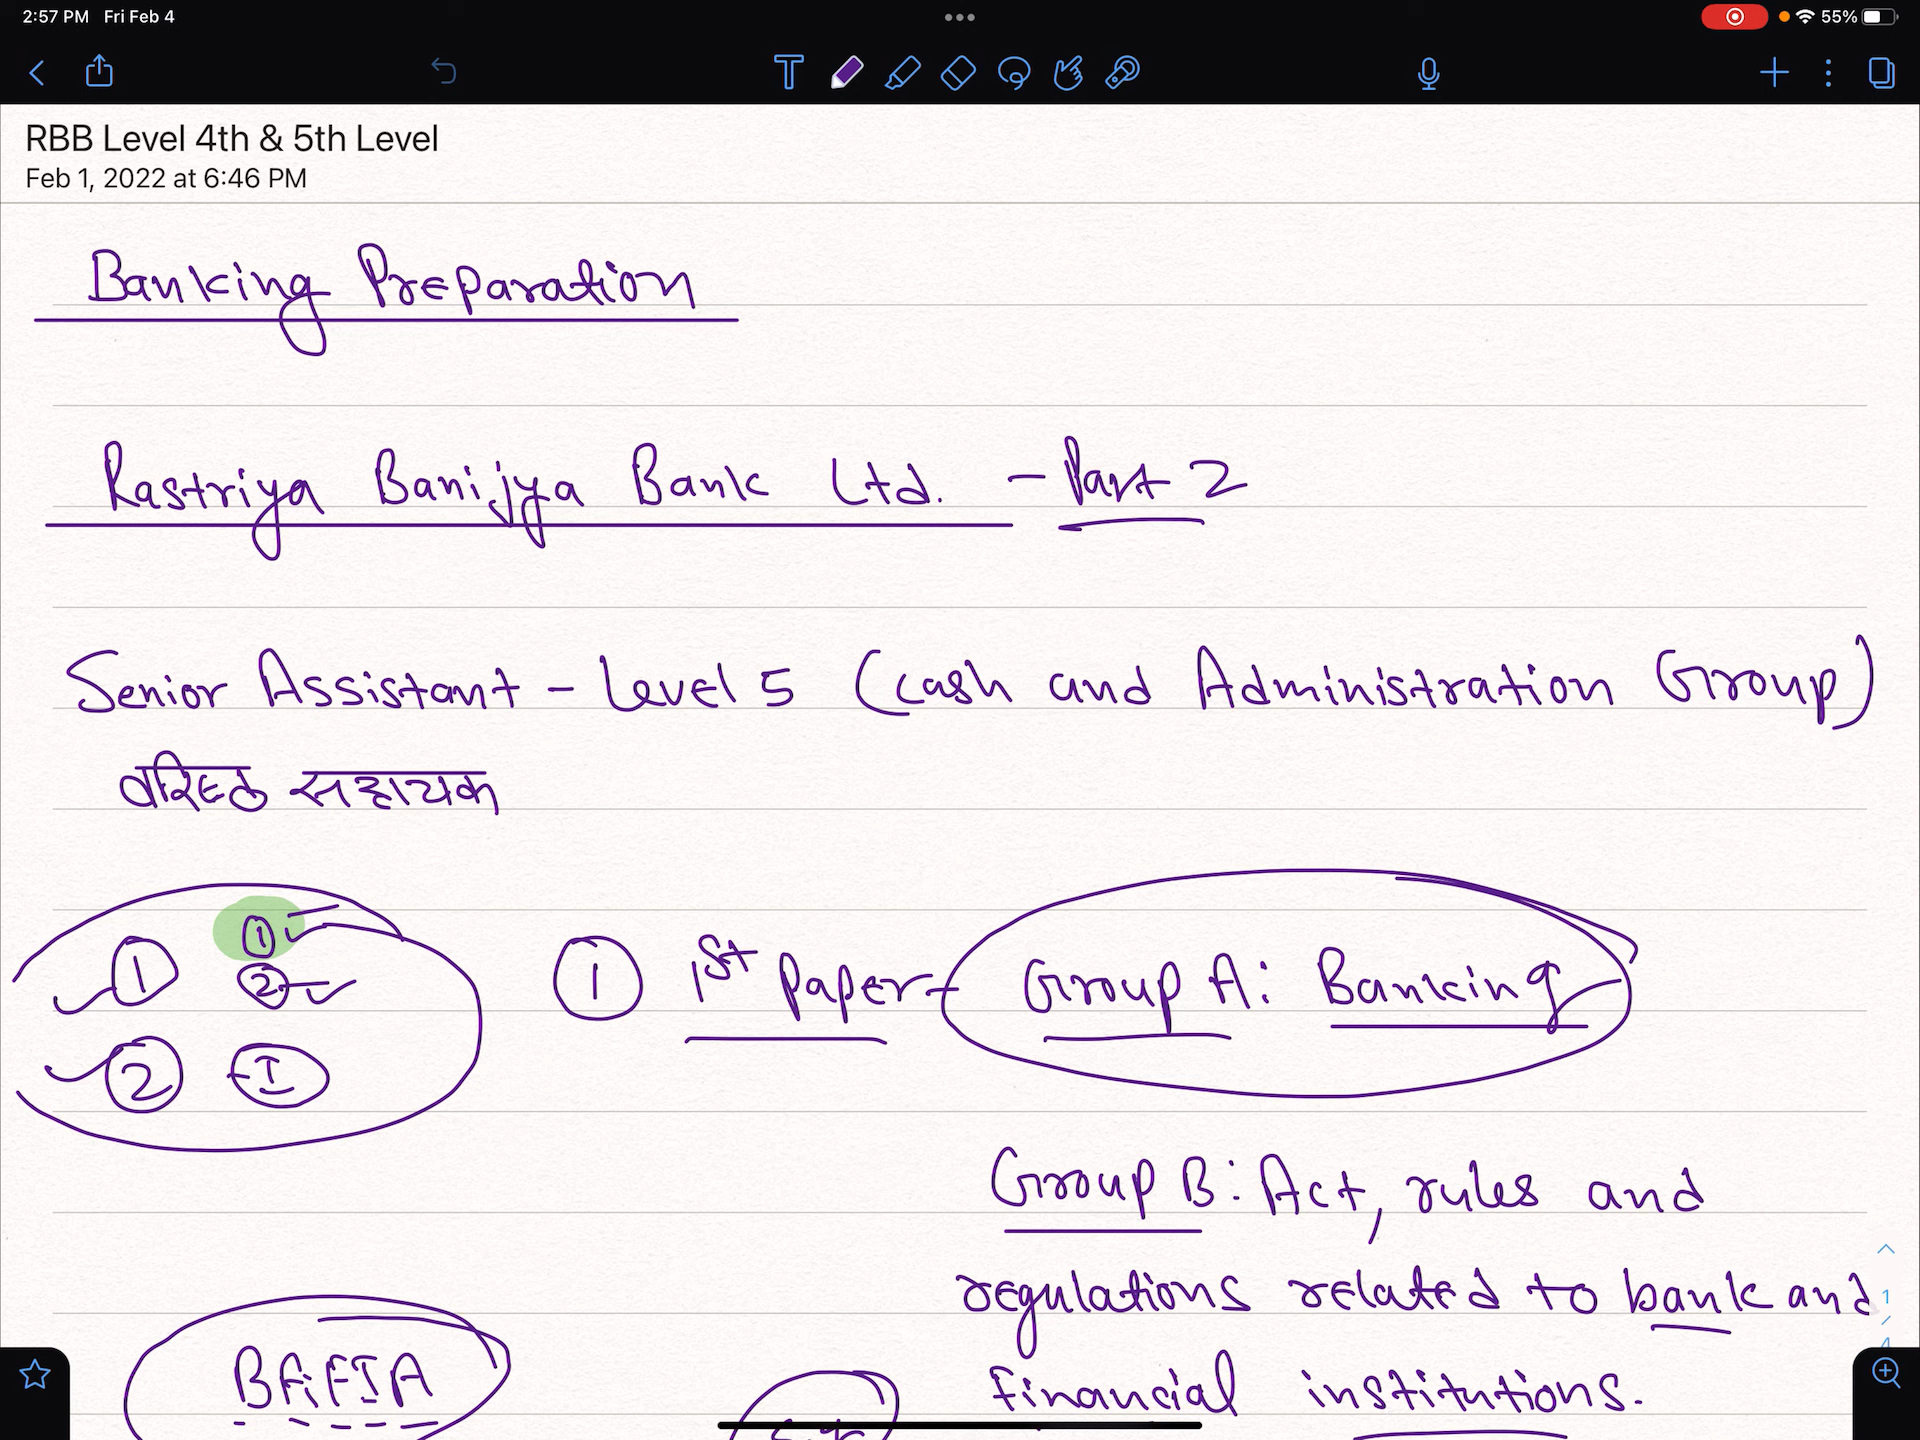 2:57 PM Fri Feb 4
55%
RBB Level 4th & 5th Level
Feb 1, 2022 at 6:46 PM
Banking Preparation
Rastriya Banijya Bank Ltd. - Part 2
Senior Assistant - Level 5 (Cash and Administration Group)
वरिष्ठ सहायक
1 1
2
2 I
1 1st Paper - Group A: Banking
Group B: Act, rules and
regulations related to bank and
BAFIA
financial institutions.
1